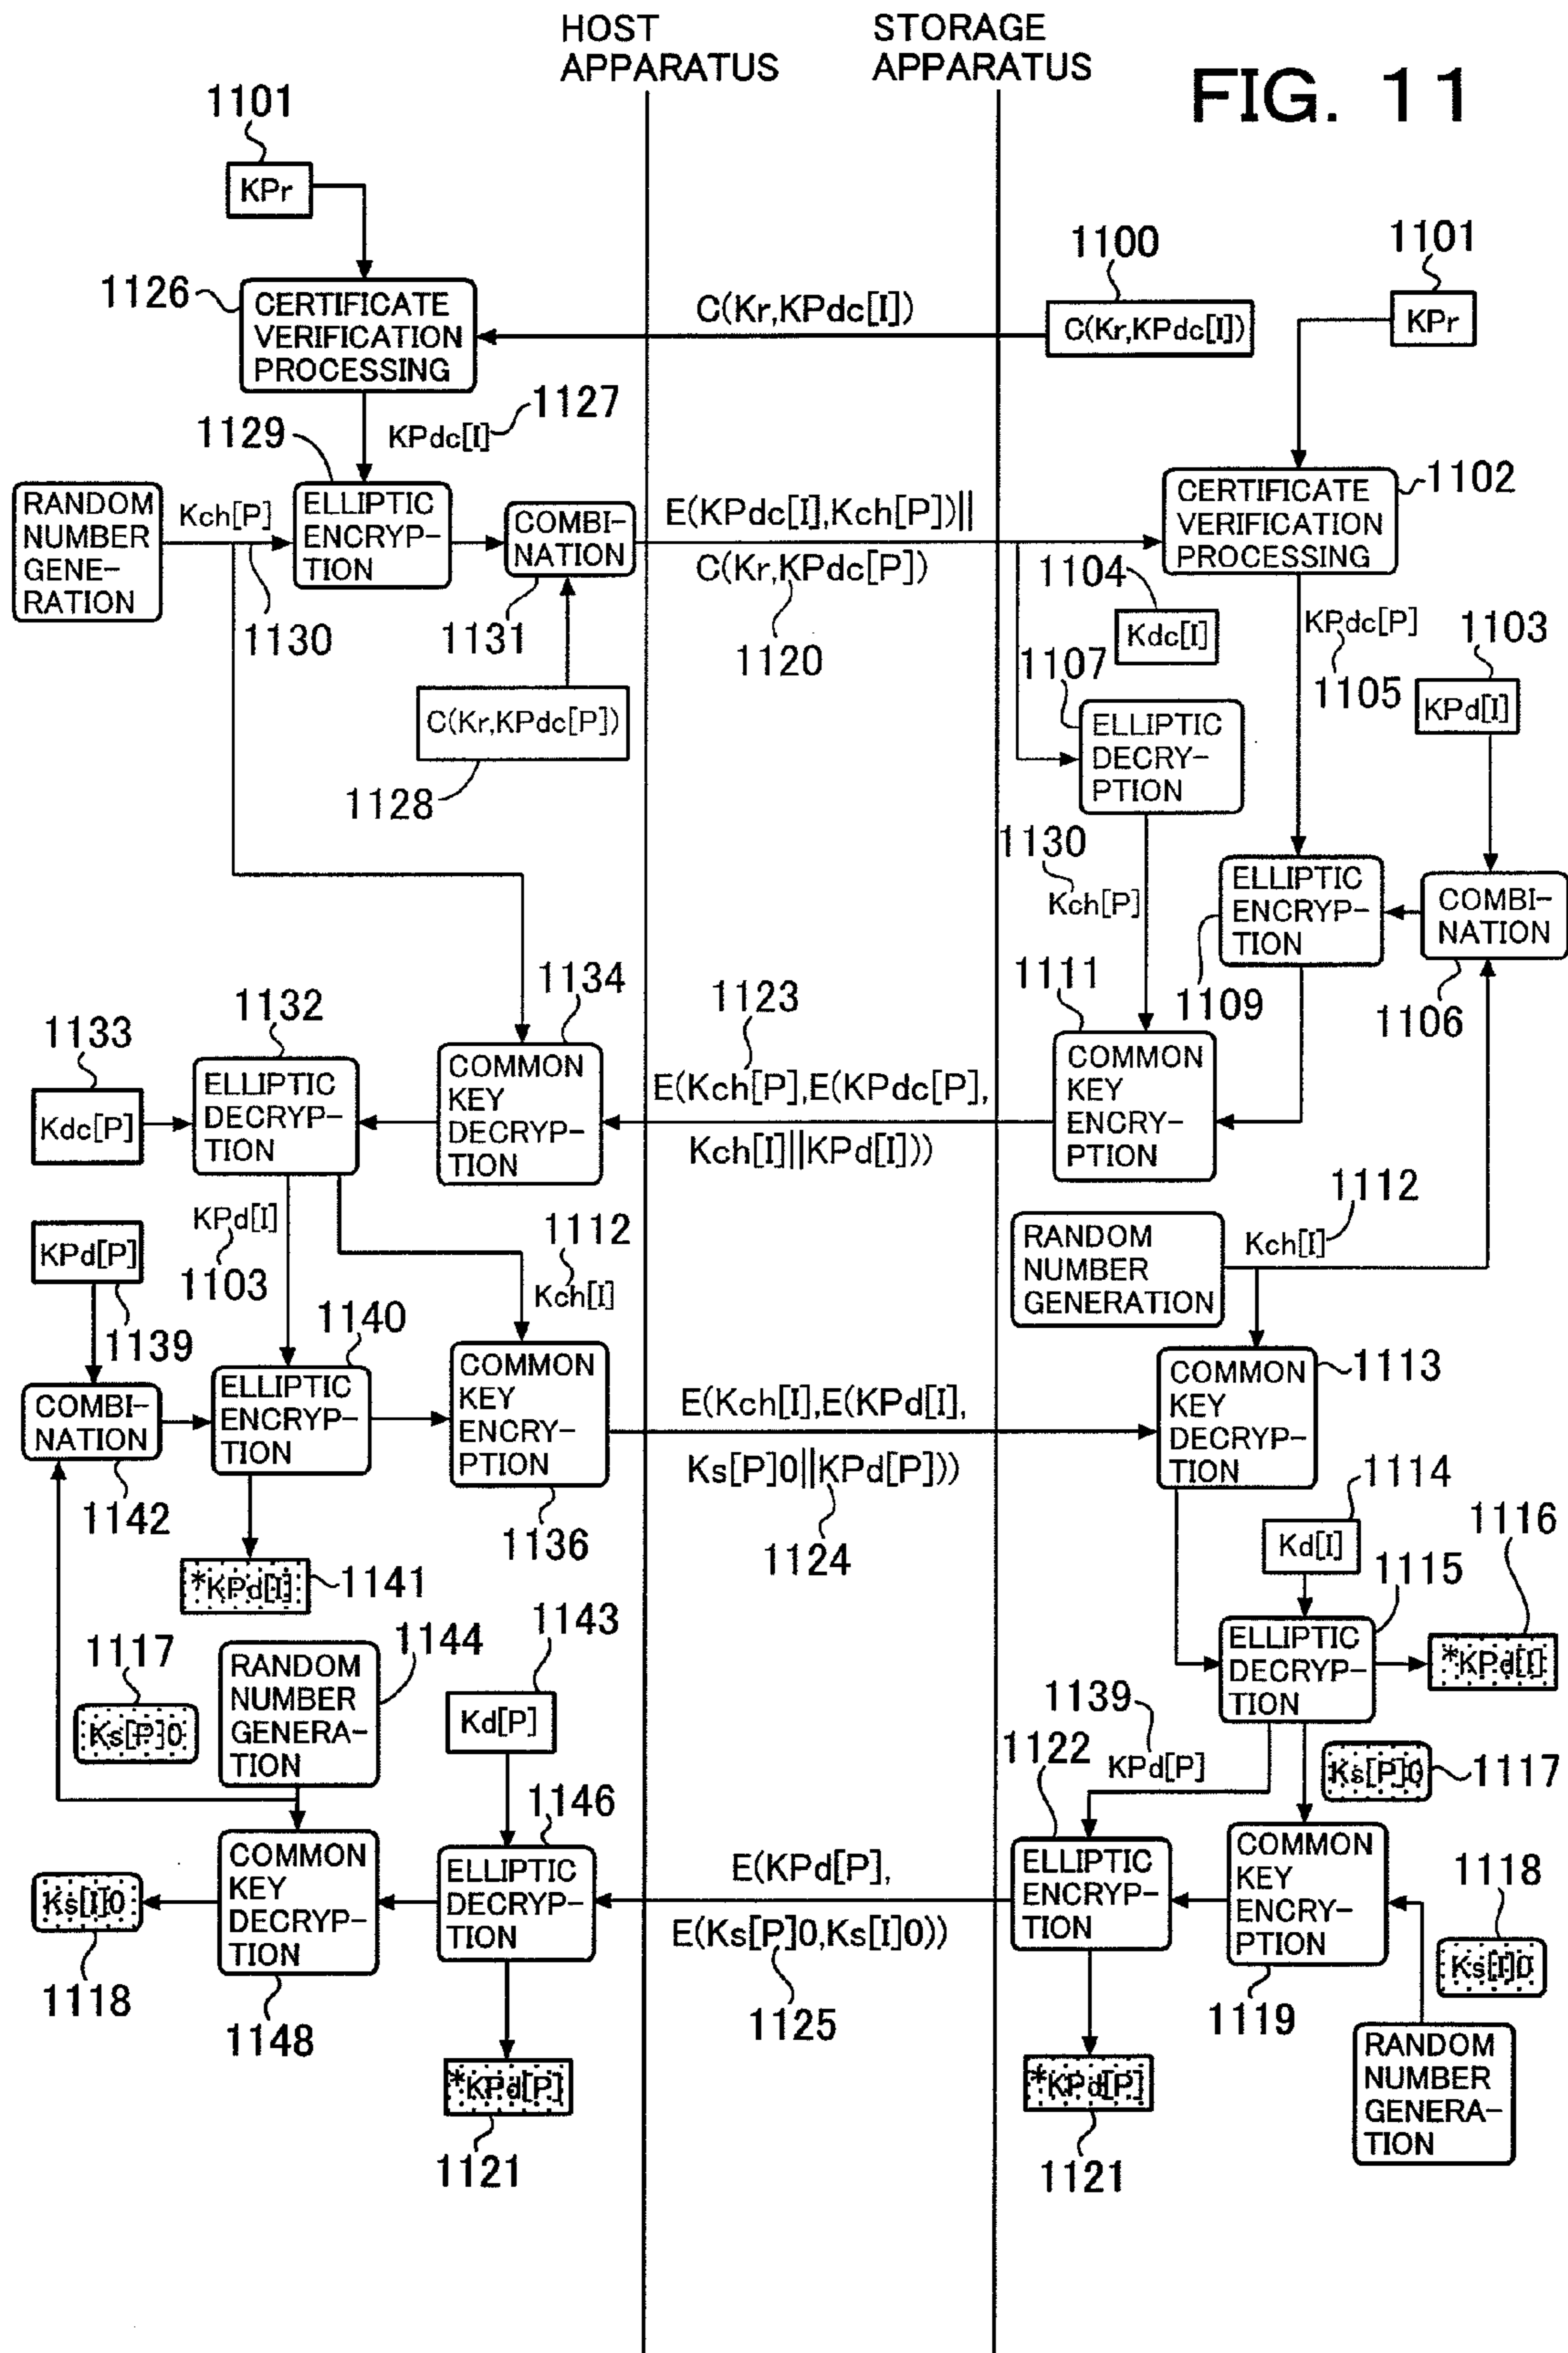 HOST
APPARATUS
STORAGE
APPARATUS
FIG. 11
1101
KPr
1126
CERTIFICATE
VERIFICATION
PROCESSING
C(Kr,KPdc[I])
1100
C(Kr,KPdc[I])
1101
KPr
1127
KPdc[I]
1129
RANDOM
NUMBER
GENE-
RATION
Kch[P]
1130
ELLIPTIC
ENCRYP-
TION
COMBI-
NATION
1131
E(KPdc[I],Kch[P])||
C(Kr,KPdc[P])
1120
CERTIFICATE
VERIFICATION
PROCESSING
1102
1104
Kdc[I]
KPdc[P]
1105
1103
KPd[I]
C(Kr,KPdc[P])
1128
1107
ELLIPTIC
DECRY-
PTION
1130
Kch[P]
ELLIPTIC
ENCRYP-
TION
1109
COMBI-
NATION
1106
1133
Kdc[P]
1132
ELLIPTIC
DECRYP-
TION
1134
COMMON
KEY
DECRYP-
TION
1123
E(Kch[P],E(KPdc[P],
Kch[I]||KPd[I]))
1111
COMMON
KEY
ENCRY-
PTION
KPd[I]
1103
KPd[P]
1139
1112
Kch[I]
RANDOM
NUMBER
GENERATION
Kch[I]
1112
COMBI-
NATION
1142
1140
ELLIPTIC
ENCRYP-
TION
COMMON
KEY
ENCRY-
PTION
1136
E(Kch[I],E(KPd[I],
Ks[P]0||KPd[P]))
1124
COMMON
KEY
DECRYP-
TION
1113
*KPd[I]
1141
1114
Kd[I]
1115
ELLIPTIC
DECRYP-
TION
1116
*KPd[I]
1117
Ks[P]0
RANDOM
NUMBER
GENERA-
TION
1144
1143
Kd[P]
1139
KPd[P]
Ks[P]0
1117
Ks[I]0
1118
COMMON
KEY
DECRYP-
TION
1148
1146
ELLIPTIC
DECRYP-
TION
E(KPd[P],
E(Ks[P]0,Ks[I]0))
1125
1122
ELLIPTIC
ENCRYP-
TION
COMMON
KEY
ENCRY-
PTION
1119
1118
Ks[I]0
*KPd[P]
1121
*KPd[P]
1121
RANDOM
NUMBER
GENERA-
TION